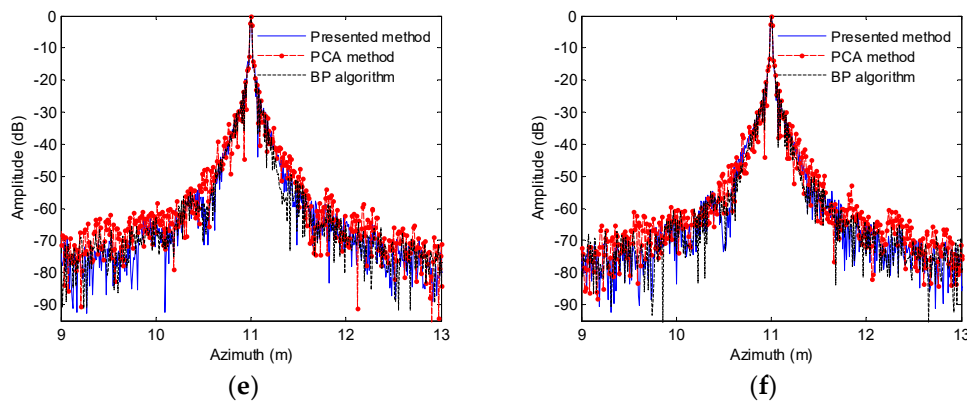 0
-10
-20
-30
-40
-50
-60
-70
-80
-90
Amplitude (dB)
Presented method
PCA method
BP algorithm
9 10 11 12 13
Azimuth (m)
(e)
0
-10
-20
-30
-40
-50
-60
-70
-80
-90
Amplitude (dB)
Presented method
PCA method
BP algorithm
9 10 11 12 13
Azimuth (m)
(f)